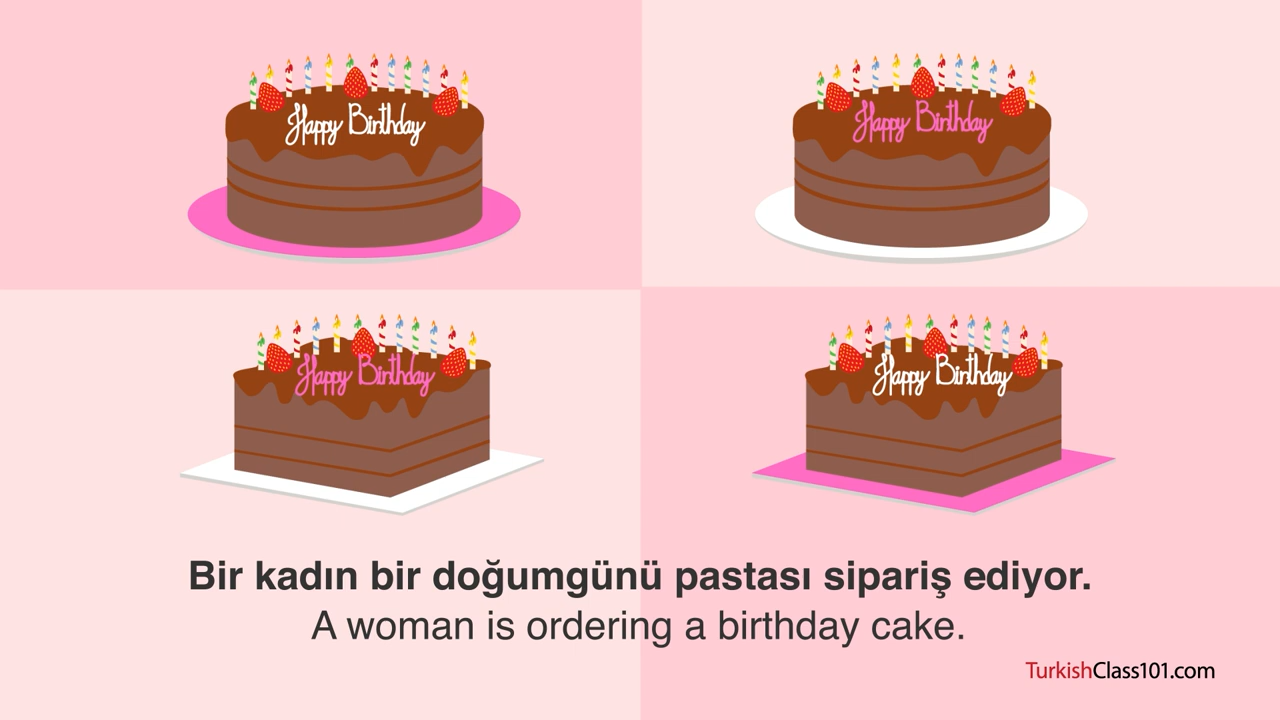 Happy Birthday
Happy Birthday
Happy Birthday
Happy Birthday
Bir kadın bir doğumgünü pastası sipariş ediyor.
A woman is ordering a birthday cake.
TurkishClass101.com